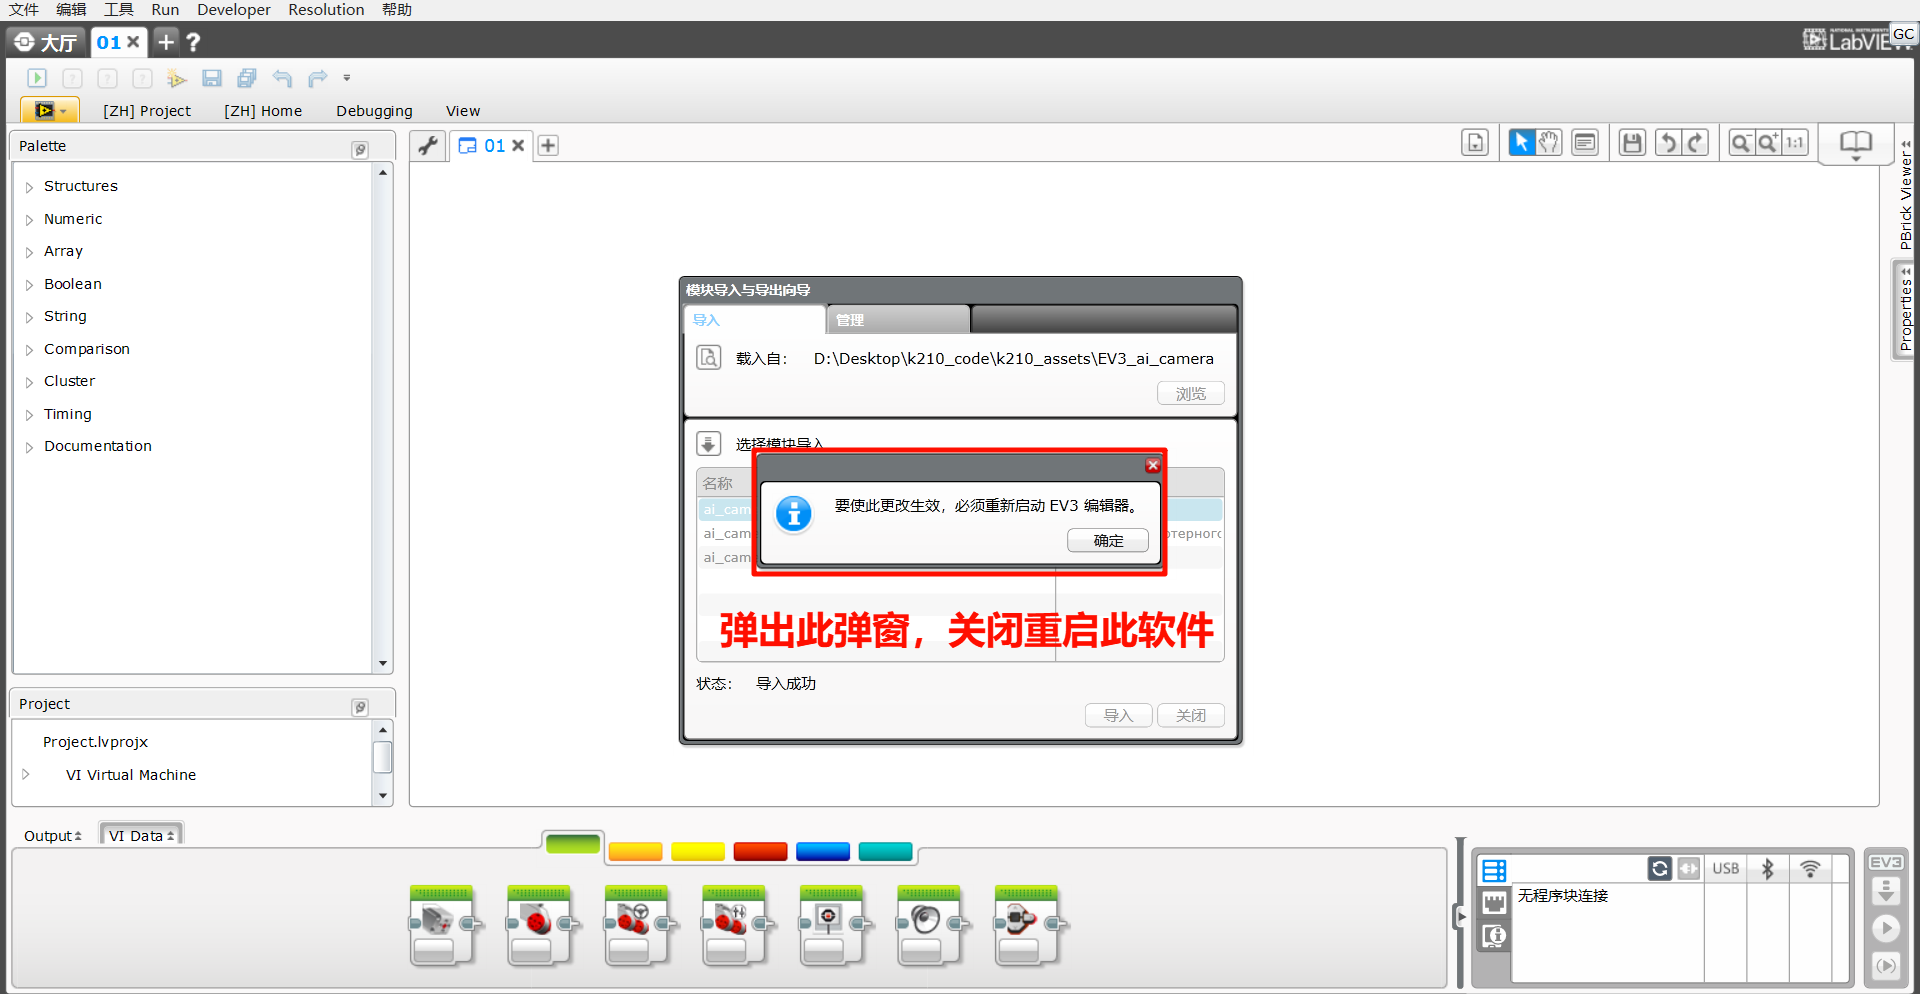 文件 编辑 工具 Run Developer Resolution 帮助
大厅 01 + ?
NATIONAL INSTRUMENTS
LabVIEW
GC
[ZH] Project [ZH] Home Debugging View
Palette
01
1:1
Structures
Numeric
Array
Boolean
String
Comparison
Cluster
Timing
Documentation
PBrick Viewer
Properties
模块导入与导出向导
导入 管理
载入自: D:\Desktop\k210_code\k210_assets\EV3_ai_camera
浏览
选择模块导入
名称
ai_cam
ai_cam
ai_cam
要使此更改生效，必须重新启动 EV3 编辑器。
确定
弹出此弹窗，关闭重启此软件
状态: 导入成功
导入 关闭
Project
Project.lvprojx
VI Virtual Machine
Output VI Data
USB
无程序块连接
EV3